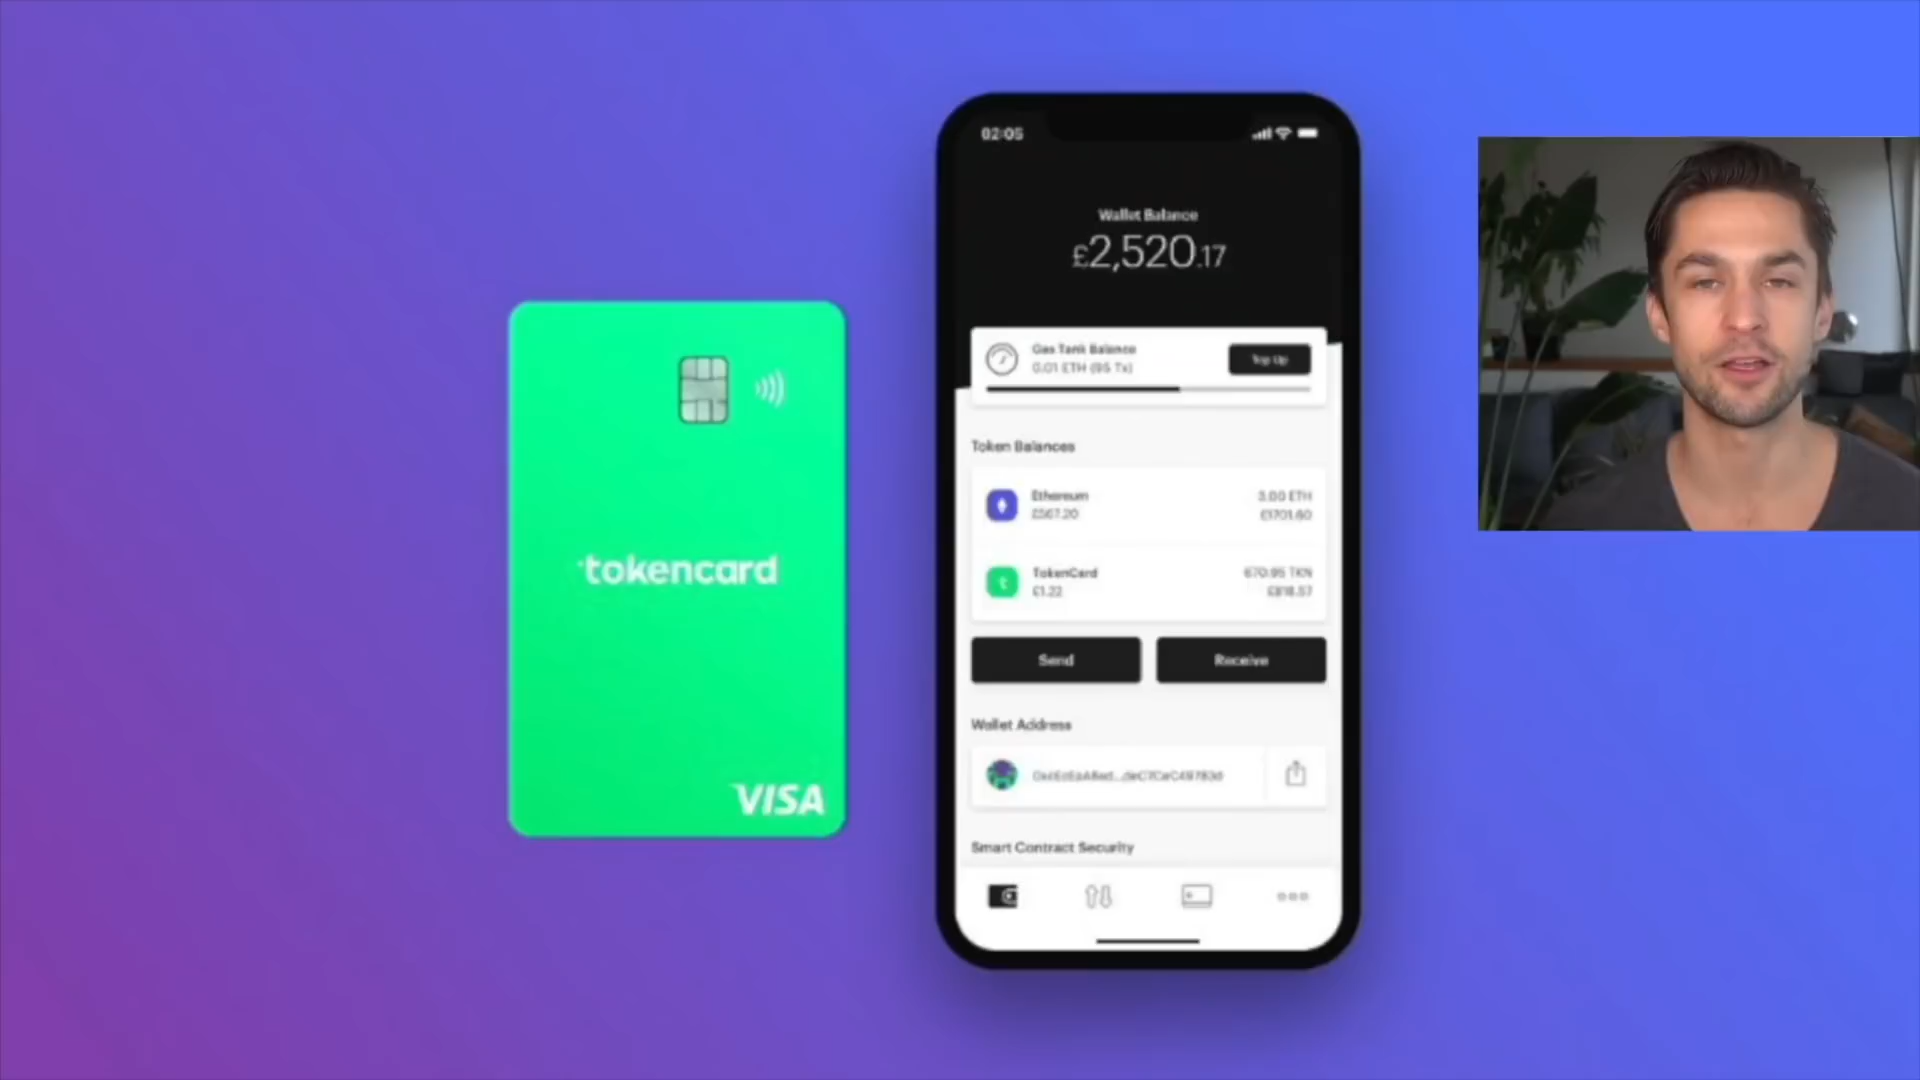 tokencard
VISA
02:05
Wallet Balance
£2,520.17
Gas Tank Balance
0.01 ETH (95 Tx)
Top Up
Token Balances
Ethereum
3.00 ETH
£567.20
£1701.60
TokenCard
670.95 TKN
£1.22
£818.57
Send
Receive
Wallet Address
Smart Contract Security